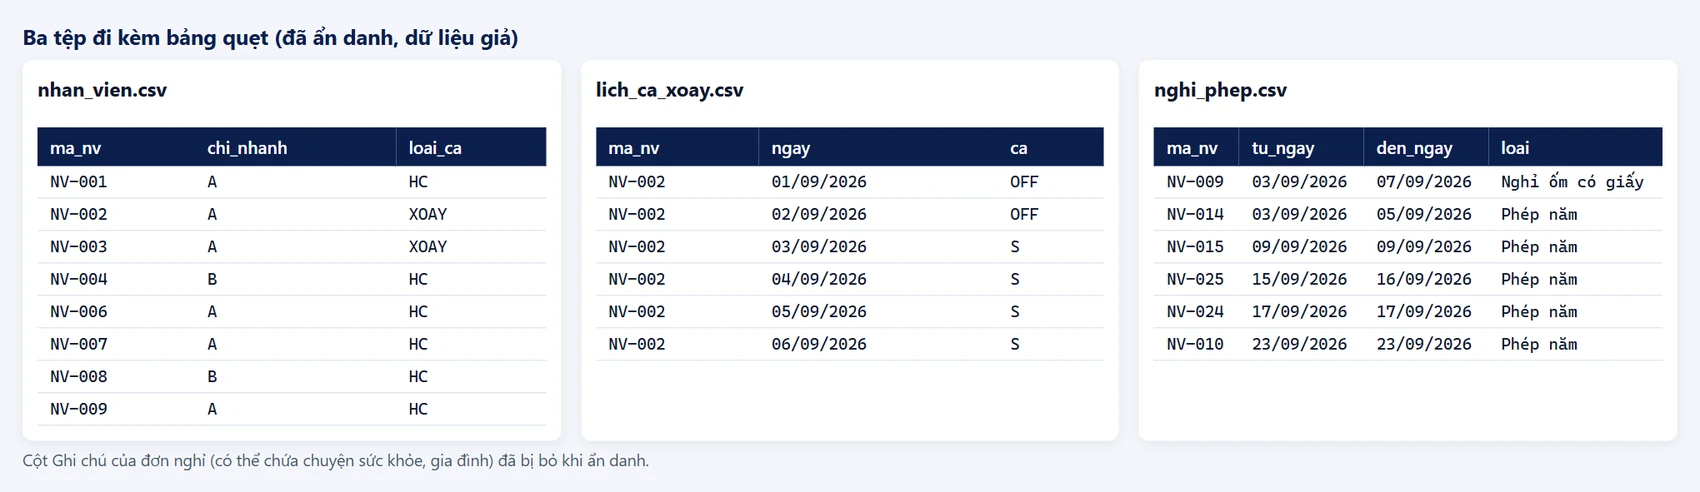 Ba tệp đi kèm bảng quẹt (đã ẩn danh, dữ liệu giả)
nhan_vien.csv
ma_nv chi_nhanh loai_ca
NV-001 A HC
NV-002 A XOAY
NV-003 A XOAY
NV-004 B HC
NV-006 A HC
NV-007 A HC
NV-008 B HC
NV-009 A HC
lich_ca_xoay.csv
ma_nv ngay ca
NV-002 01/09/2026 OFF
NV-002 02/09/2026 OFF
NV-002 03/09/2026 S
NV-002 04/09/2026 S
NV-002 05/09/2026 S
NV-002 06/09/2026 S
nghi_phep.csv
ma_nv tu_ngay den_ngay loai
NV-009 03/09/2026 07/09/2026 Nghỉ ốm có giấy
NV-014 03/09/2026 05/09/2026 Phép năm
NV-015 09/09/2026 09/09/2026 Phép năm
NV-025 15/09/2026 16/09/2026 Phép năm
NV-024 17/09/2026 17/09/2026 Phép năm
NV-010 23/09/2026 23/09/2026 Phép năm
Cột Ghi chú của đơn nghỉ (có thể chứa chuyện sức khỏe, gia đình) đã bị bỏ khi ẩn danh.